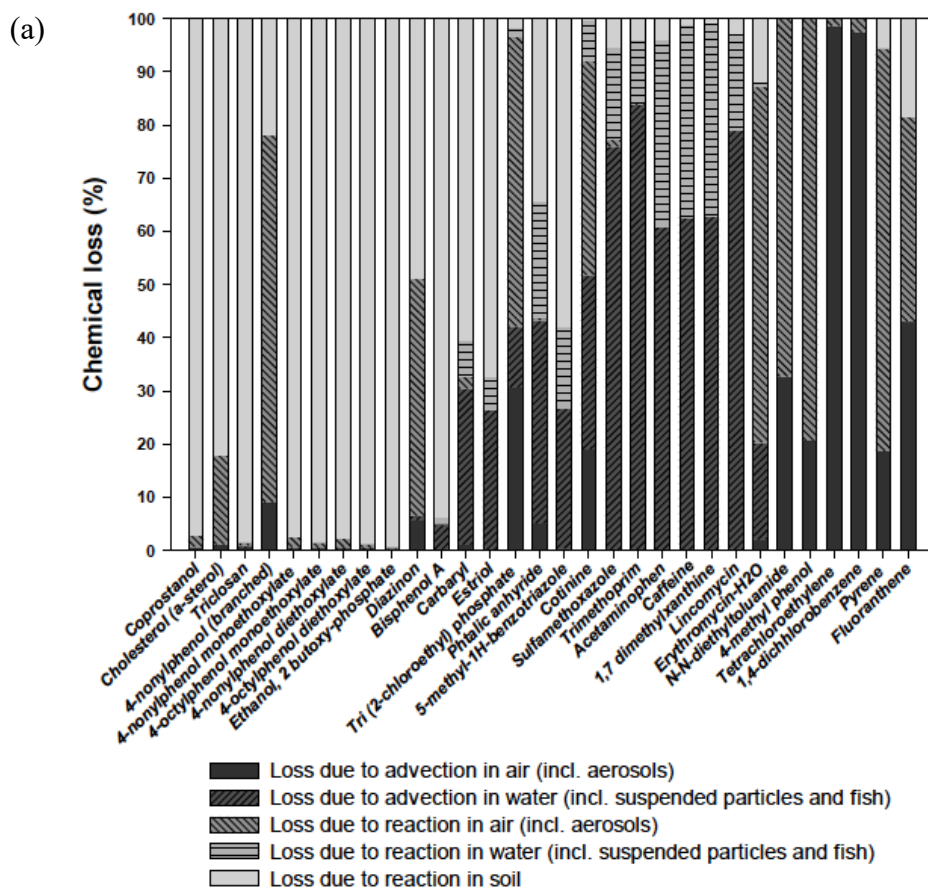 (a)
Chemical loss (%)
100
90
80
70
60
50
40
30
20
10
0
Coprostanol
Cholesterol (a-sterol)
Triclosan
4-nonylphenol (branched)
4-nonylphenol monoethoxylate
4-octylphenol monoethoxylate
4-nonylphenol diethoxylate
4-octylphenol diethoxylate
Ethanol, 2 butoxy-phosphate
Diazinon
Bisphenol A
Carbaryl
Estriol
Tri (2-chloroethyl) phosphate
Phtalic anhydride
5-methyl-1H-benzotriazole
Cotinine
Sulfamethoxazole
Trimethoprim
Acetaminophen
Caffeine
1,7 dimethylxanthine
Lincomycin
Erythromycin-H2O
N-N-diethyltoluamide
4-methyl phenol
Tetrachloroethylene
1,4-dichhlorobenzene
Pyrene
Fluoranthene
Loss due to advection in air (incl. aerosols)
Loss due to advection in water (incl. suspended particles and fish)
Loss due to reaction in air (incl. aerosols)
Loss due to reaction in water (incl. suspended particles and fish)
Loss due to reaction in soil